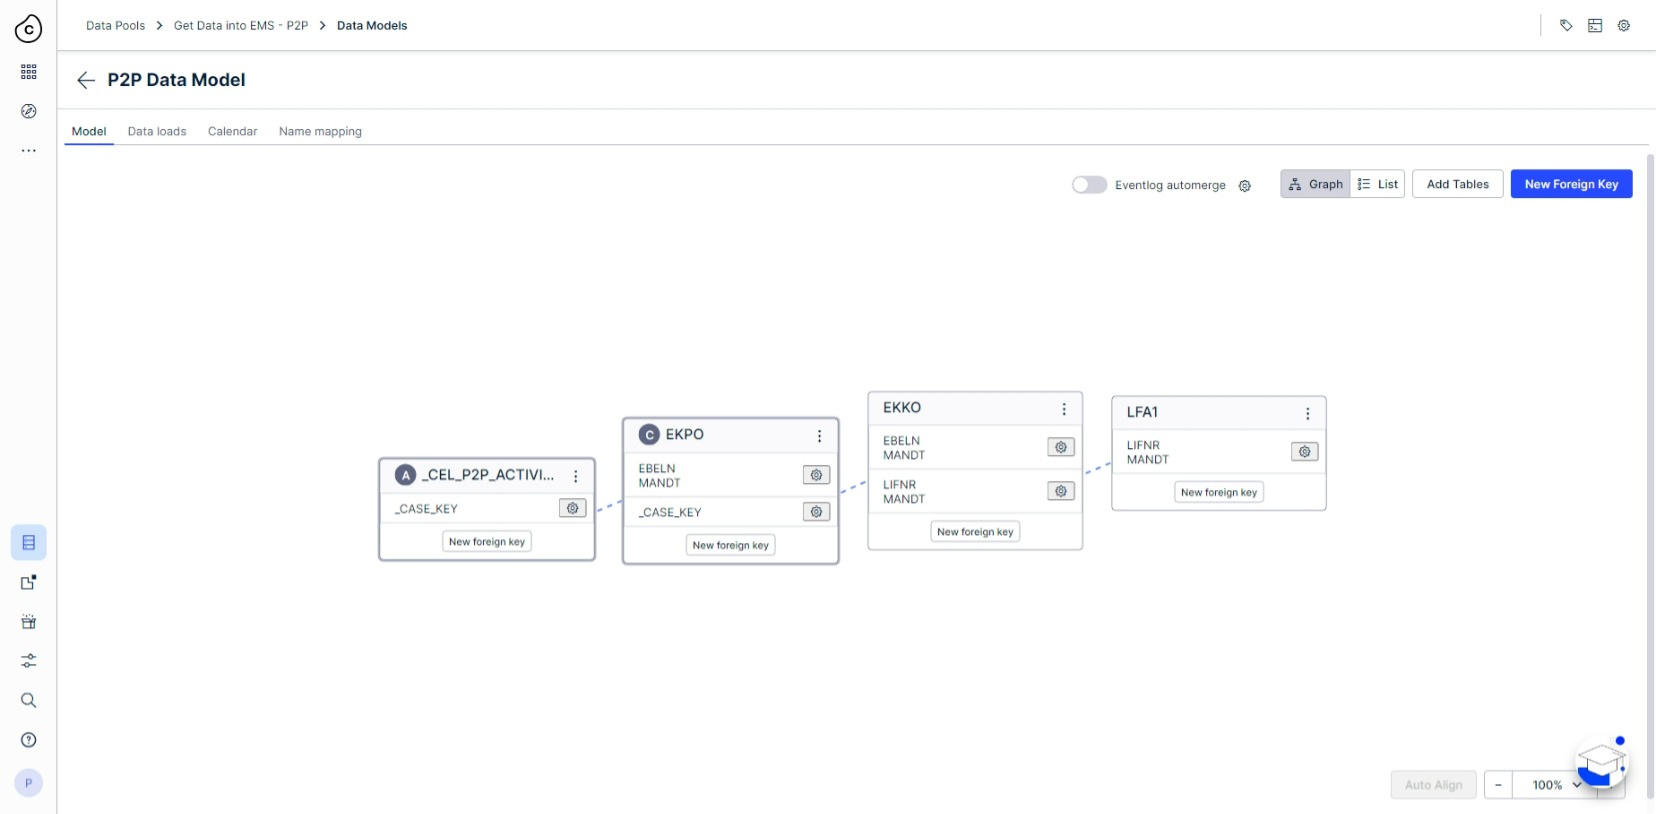 Data Pools > Get Data into EMS - P2P > Data Models
P2P Data Model
Model Data loads Calendar Name mapping
Eventlog automerge Graph List Add Tables New Foreign Key
A _CEL_P2P_ACTIVI...
_CASE_KEY
New foreign key
C EKPO
EBELN
MANDT
_CASE_KEY
New foreign key
EKKO
EBELN
MANDT
LIFNR
MANDT
New foreign key
LFA1
LIFNR
MANDT
New foreign key
P
Auto Align - 100%